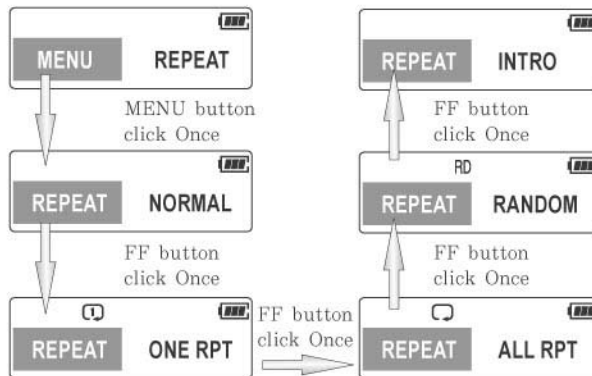 MENU REPEAT
MENU button
click Once
REPEAT NORMAL
FF button
click Once
1
REPEAT ONE RPT
FF button
click Once
REPEAT ALL RPT
FF button
click Once
RD
REPEAT RANDOM
FF button
click Once
REPEAT INTRO